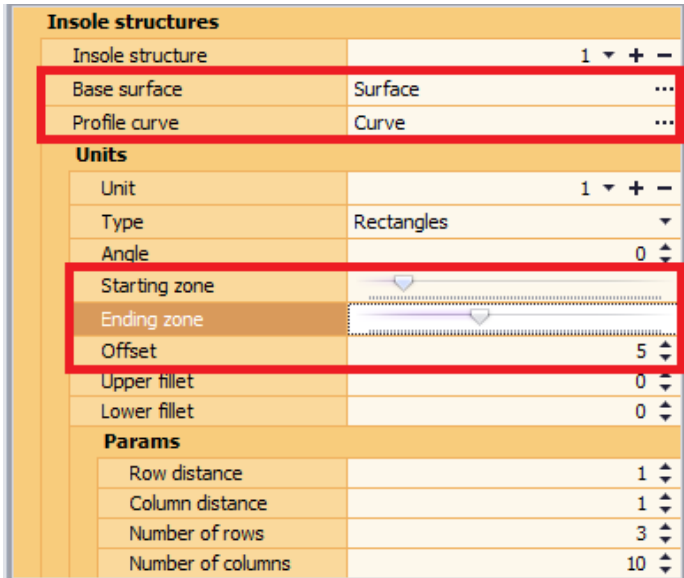 Insole structures
Insole structure 1
Base surface Surface ...
Profile curve Curve ...
Units
Unit 1
Type Rectangles
Angle 0
Starting zone
Ending zone
Offset 5
Upper fillet 0
Lower fillet 0
Params
Row distance 1
Column distance 1
Number of rows 3
Number of columns 10